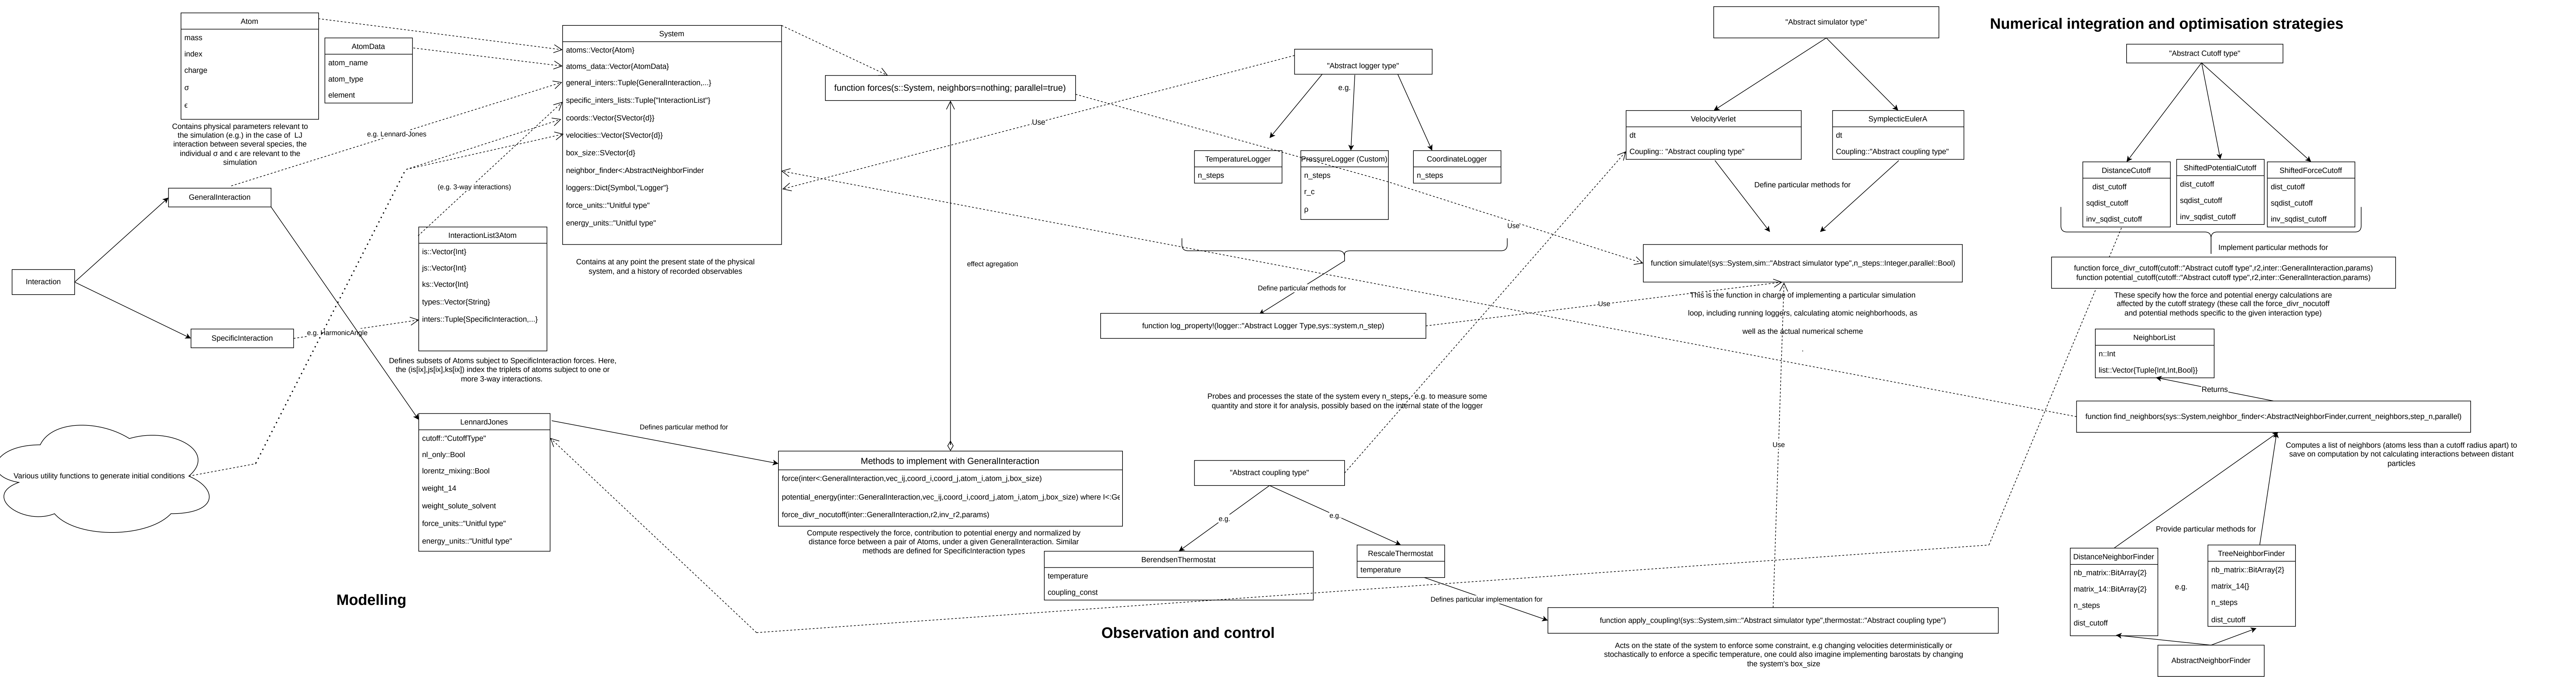 Atom
mass
index
charge
σ
ϵ
Contains physical parameters relevant to
the simulation (e.g.) in the case of  LJ
interaction between several species, the
individual σ and ϵ are relevant to the
simulation
AtomData
atom_name
atom_type
element
System
atoms::Vector{Atom}
atoms_data::Vector{AtomData}
general_inters::Tuple{GeneralInteraction,...}
specific_inters_lists::Tuple{"InteractionList"}
coords::Vector{SVector{d}}
velocities::Vector{SVector{d}}
box_size::SVector{d}
neighbor_finder<:AbstractNeighborFinder
loggers::Dict{Symbol,"Logger"}
force_units::"Unitful type"
energy_units::"Unitful type"
Contains at any point the present state of the physical
system, and a history of recorded observables
e.g. Lennard-Jones
(e.g. 3-way interactions)
GeneralInteraction
Interaction
SpecificInteraction
e.g. HarmonicAngle
InteractionList3Atom
is::Vector{Int}
js::Vector{Int}
ks::Vector{Int}
types::Vector{String}
inters::Tuple{SpecificInteraction,...}
Defines subsets of Atoms subject to SpecificInteraction forces. Here,
the (is[ix],js[ix],ks[ix]) index the triplets of atoms subject to one or
more 3-way interactions.
Various utility functions to generate initial conditions
LennardJones
cutoff::"CutoffType"
nl_only::Bool
lorentz_mixing::Bool
weight_14
weight_solute_solvent
force_units::"Unitful type"
energy_units::"Unitful type"
Modelling
function forces(s::System, neighbors=nothing; parallel=true)
effect agregation
Defines particular method for
Methods to implement with GeneralInteraction
force(inter<:GeneralInteraction,vec_ij,coord_i,coord_j,atom_i,atom_j,box_size)
potential_energy(inter::GeneralInteraction,vec_ij,coord_i,coord_j,atom_i,atom_j,box_size) where I<:Ge
force_divr_nocutoff(inter::GeneralInteraction,r2,inv_r2,params)
Compute respectively the force, contribution to potential energy and normalized by
distance force between a pair of Atoms, under a given GeneralInteraction. Similar
methods are defined for SpecificInteraction types
"Abstract logger type"
e.g.
Use
TemperatureLogger
n_steps
PressureLogger (Custom)
n_steps
r_c
ρ
CoordinateLogger
n_steps
Define particular methods for
function log_property!(logger::"Abstract Logger Type,sys::system,n_step)
Probes and processes the state of the system every n_steps, e.g. to measure some
quantity and store it for analysis, possibly based on the internal state of the logger
"Abstract coupling type"
e.g.
e.g
BerendsenThermostat
temperature
coupling_const
RescaleThermostat
temperature
Defines particular implementation for
function apply_coupling!(sys::System,sim::"Abstract simulator type",thermostat::"Abstract coupling type")
Acts on the state of the system to enforce some constraint, e.g changing velocities deterministically or
stochastically to enforce a specific temperature, one could also imagine implementing barostats by changing
the system's box_size
Observation and control
"Abstract simulator type"
VelocityVerlet
dt
Coupling:: "Abstract coupling type"
SymplecticEulerA
dt
Coupling::"Abstract coupling type"
Define particular methods for
Use
function simulate!(sys::System,sim::"Abstract simulator type",n_steps::Integer,parallel::Bool)
Use
This is the function in charge of implementing a particular simulation
loop, including running loggers, calculating atomic neighborhoods, as
well as the actual numerical scheme
.
Use
Numerical integration and optimisation strategies
"Abstract Cutoff type"
DistanceCutoff
dist_cutoff
sqdist_cutoff
inv_sqdist_cutoff
ShiftedPotentialCutoff
dist_cutoff
sqdist_cutoff
inv_sqdist_cutoff
ShiftedForceCutoff
dist_cutoff
sqdist_cutoff
inv_sqdist_cutoff
Implement particular methods for
function force_divr_cutoff(cutoff::"Abstract cutoff type",r2,inter::GeneralInteraction,params)
function potential_cutoff(cutoff::"Abstract cutoff type",r2,inter::GeneralInteraction,params)
These specify how the force and potential energy calculations are
affected by the cutoff strategy (these call the force_divr_nocutoff
and potential methods specific to the given interaction type)
NeighborList
n::Int
list::Vector{Tuple{Int,Int,Bool}}
Returns
function find_neighbors(sys::System,neighbor_finder<:AbstractNeighborFinder,current_neighbors,step_n,parallel)
Computes a list of neighbors (atoms less than a cutoff radius apart) to
save on computation by not calculating interactions between distant
particles
Provide particular methods for
DistanceNeighborFinder
nb_matrix::BitArray{2}
matrix_14::BitArray{2}
n_steps
dist_cutoff
e.g.
TreeNeighborFinder
nb_matrix::BitArray{2}
matrix_14{}
n_steps
dist_cutoff
AbstractNeighborFinder